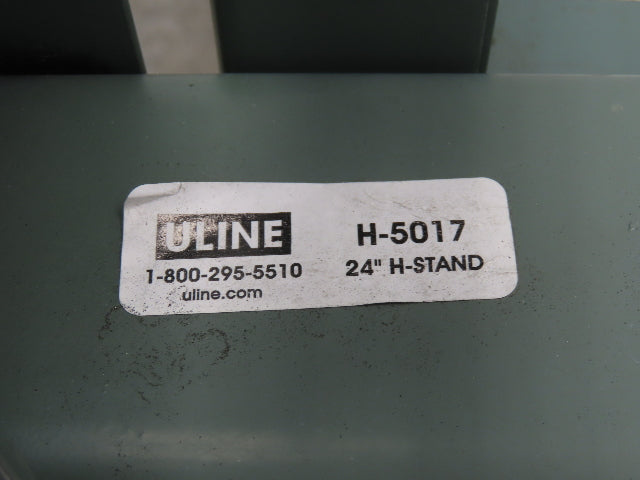 ULINE
1-800-295-5510
uline.com
H-5017
24" H-STAND